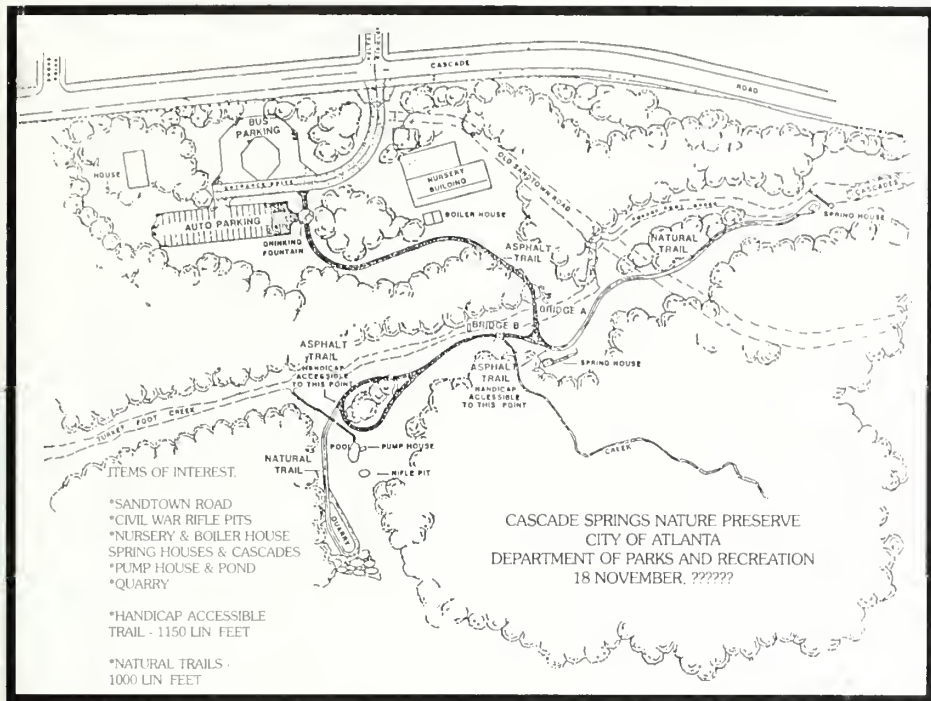 CASCADE
ROAD
BUS
PARKING
HOUSE
ENTRANCE DRIVE
NURSERY
BUILDING
OLD SANDTOWN ROAD
AUTO PARKING
BOILER HOUSE
DRINKING
FOUNTAIN
CASCADES
SPRING HOUSE
NATURAL
TRAIL
ASPHALT
TRAIL
BRIDGE A
BRIDGE B
ASPHALT
TRAIL
HANDICAP
ACCESSIBLE
TO THIS POINT
SPRING HOUSE
ASPHALT
TRAIL
HANDICAP
ACCESSIBLE
TO THIS POINT
TURKEY FOOT CREEK
CREEK
POOL
PUMP HOUSE
NATURAL
TRAIL
RIFLE PIT
QUARRY
ITEMS OF INTEREST.
*SANDTOWN ROAD
*CIVIL WAR RIFLE PITS
*NURSERY & BOILER HOUSE
SPRING HOUSES & CASCADES
*PUMP HOUSE & POND
*QUARRY
*HANDICAP ACCESSIBLE
TRAIL - 1150 LIN FEET
*NATURAL TRAILS -
1000 LIN FEET
CASCADE SPRINGS NATURE PRESERVE
CITY OF ATLANTA
DEPARTMENT OF PARKS AND RECREATION
18 NOVEMBER, ??????